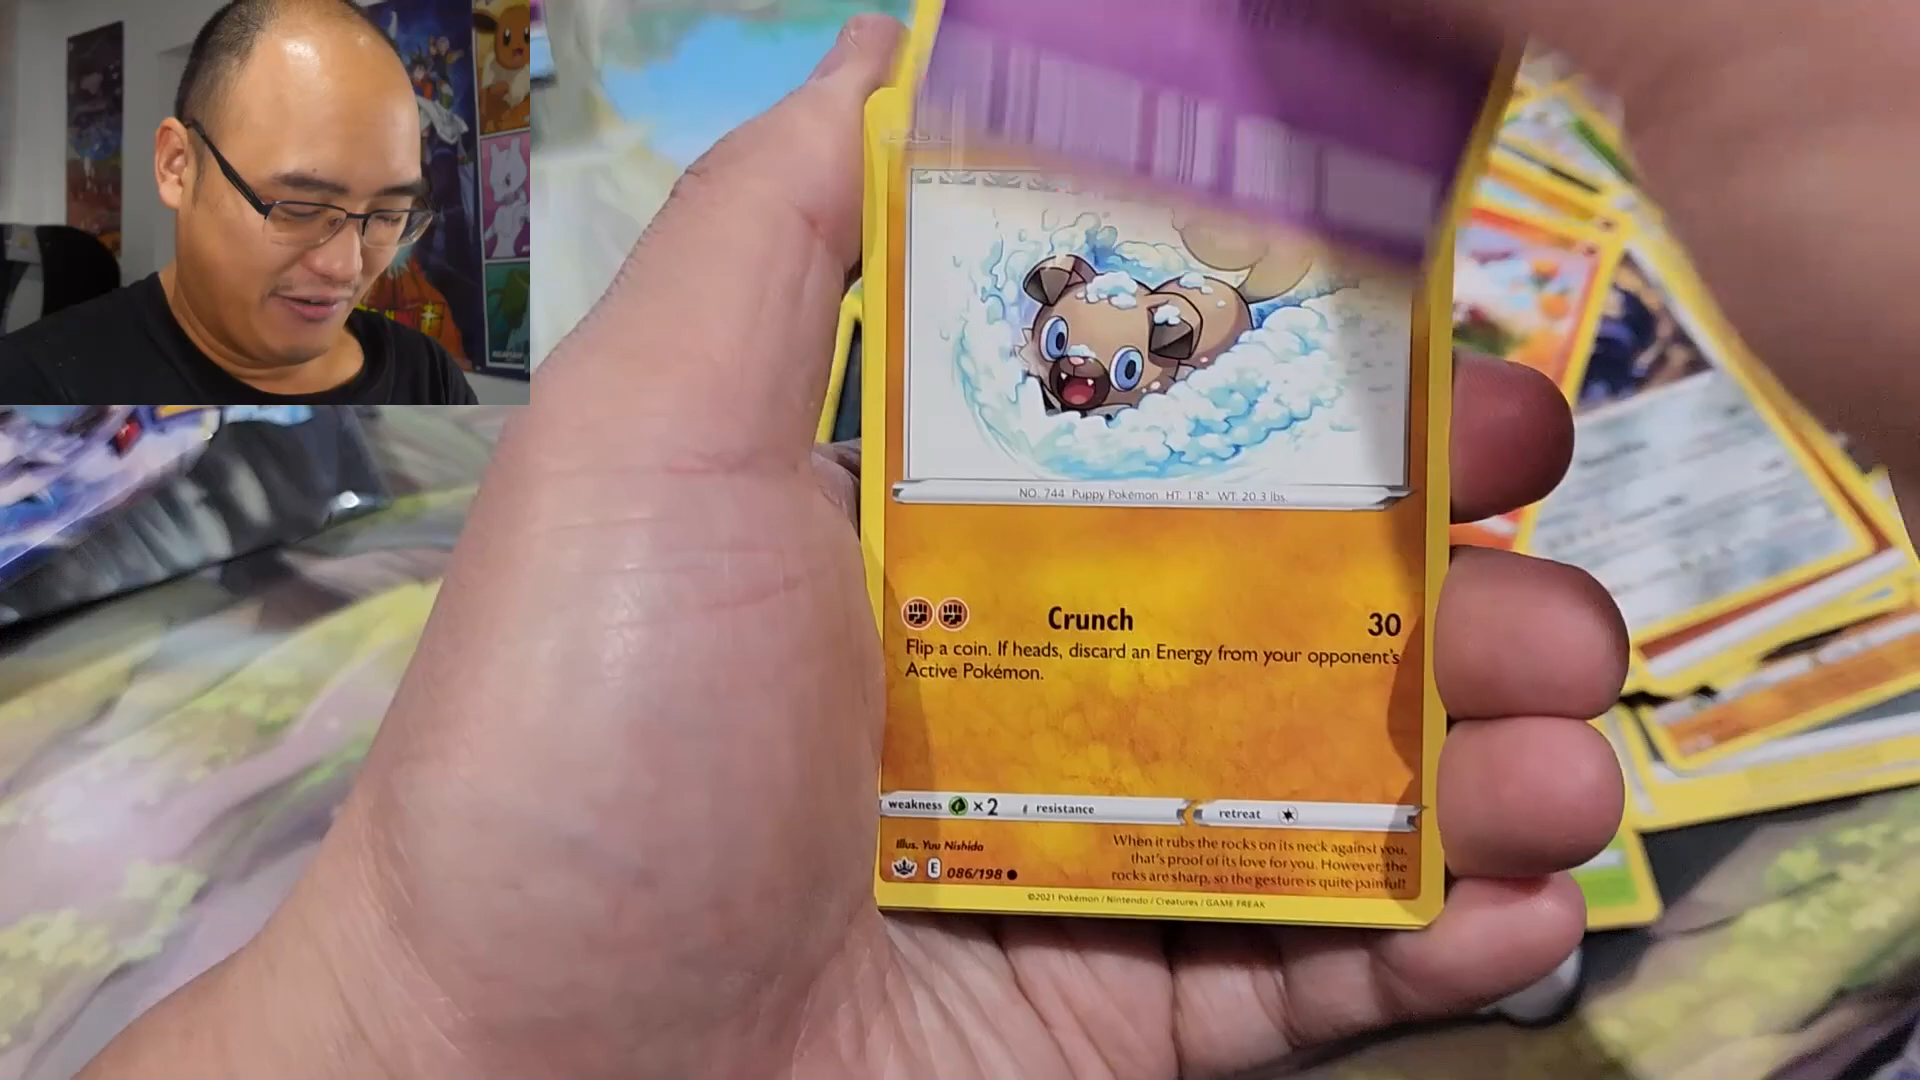 NO. 744 Puppy Pokémon HT. 1'8" WT. 20.3 lbs.
Crunch 30
Flip a coin. If heads, discard an Energy from your opponent's
Active Pokémon.
weakness ×2 resistance retreat
Illus. Yuu Nishida
When it rubs the rocks on its neck against you,
that's proof of its love for you. However, the
rocks are sharp, so the gesture is quite painful!
E 086/198
©2021 Pokémon / Nintendo / Creatures / GAME FREAK